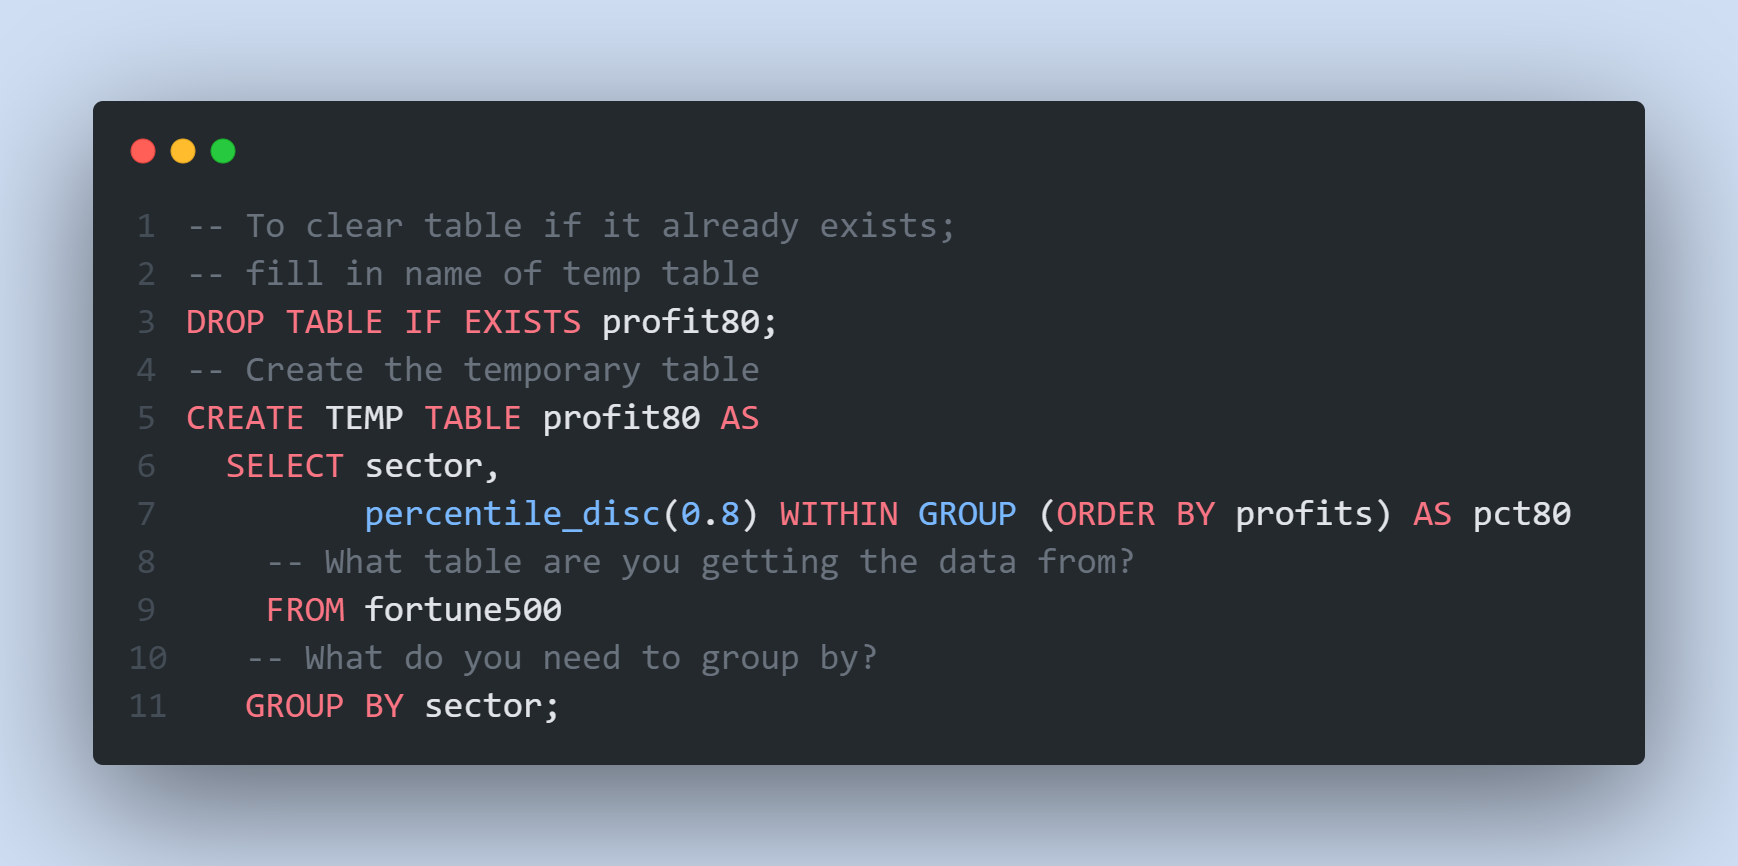 1 -- To clear table if it already exists;
2 -- fill in name of temp table
3 DROP TABLE IF EXISTS profit80;
4 -- Create the temporary table
5 CREATE TEMP TABLE profit80 AS
6   SELECT sector,
7          percentile_disc(0.8) WITHIN GROUP (ORDER BY profits) AS pct80
8     -- What table are you getting the data from?
9     FROM fortune500
10    -- What do you need to group by?
11    GROUP BY sector;